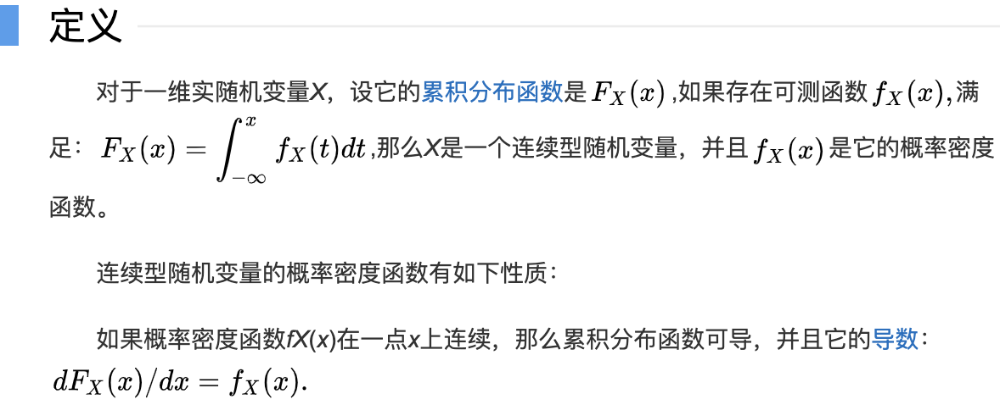 定义
对于一维实随机变量X，设它的累积分布函数是 $F_X(x)$ ,如果存在可测函数 $f_X(x)$, 满
足： $F_X(x) = \int_{-\infty}^{x} f_X(t)dt$ ,那么X是一个连续型随机变量，并且 $f_X(x)$ 是它的概率密度
函数。
连续型随机变量的概率密度函数有如下性质：
如果概率密度函数fX(x)在一点x上连续，那么累积分布函数可导，并且它的导数：
$dF_X(x)/dx = f_X(x).$